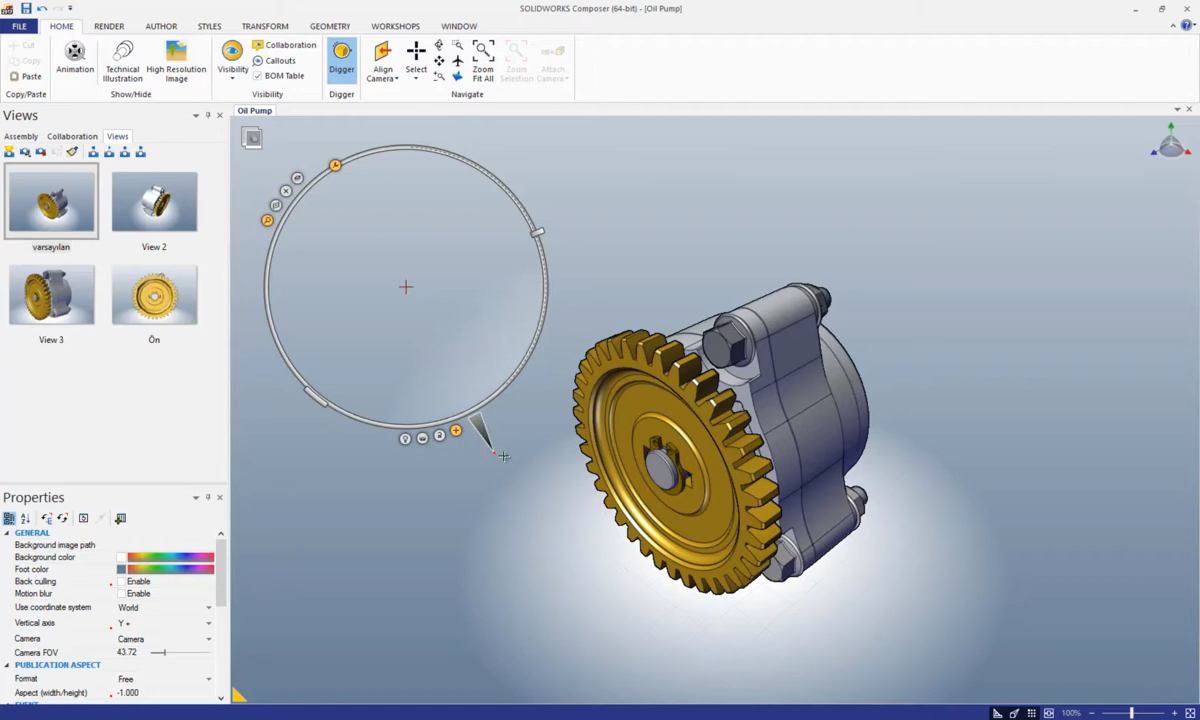 SOLIDWORKS Composer (64-bit) - [Oil Pump]
FILE HOME RENDER AUTHOR STYLES TRANSFORM GEOMETRY WORKSHOPS WINDOW
Cut
Copy
Paste
Copy/Paste
Animation
Technical Illustration
High Resolution Image
Show/Hide
Visibility
Collaboration
Callouts
BOM Table
Visibility
Digger
Digger
Align Camera
Select
Zoom Fit All
Zoom Selection
Attach Camera
Navigate
Views
Assembly Collaboration Views
varsayılan
View 2
View 3
Ön
Oil Pump
Properties
GENERAL
Background image path
Background color
Foot color
Back culling Enable
Motion blur Enable
Use coordinate system World
Vertical axis Y +
Camera Camera
Camera FOV 43.72
PUBLICATION ASPECT
Format Free
Aspect (width/height) -1.000
100%